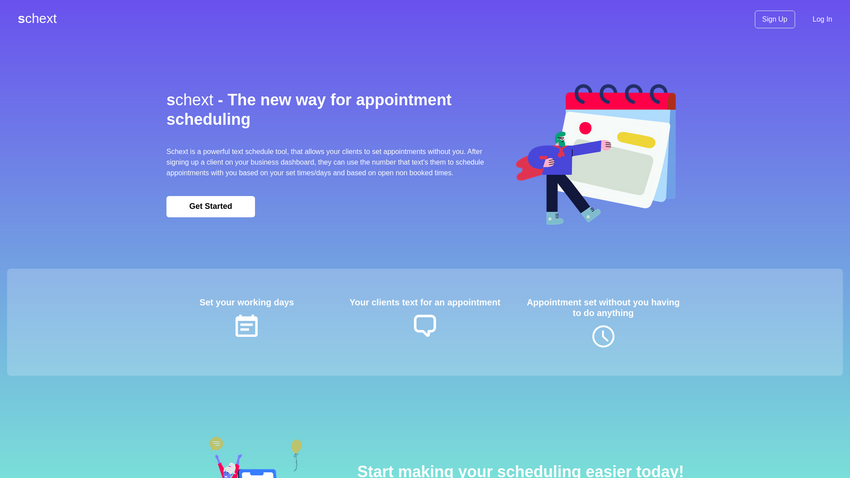 schext
Sign Up
Log In
schext - The new way for appointment
scheduling
Schext is a powerful text schedule tool, that allows your clients to set appointments without you. After
signing up a client on your business dashboard, they can use the number that text's them to schedule
appointments with you based on your set times/days and based on open non booked times.
Get Started
Set your working days
Your clients text for an appointment
Appointment set without you having
to do anything
Start making your scheduling easier today!